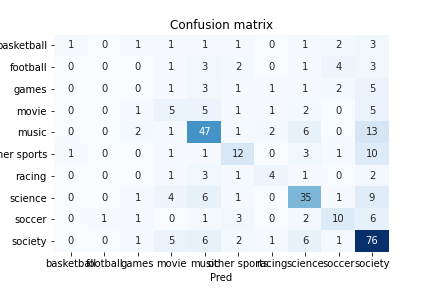 Confusion matrix
basketball 1 0 1 1 1 1 0 1 2 3
football 0 0 0 1 3 2 0 1 4 3
games 0 0 0 1 3 1 1 1 2 5
movie 0 0 1 5 5 1 1 2 0 5
music 0 0 2 1 47 1 2 6 0 13
her sports 1 0 0 1 1 12 0 3 1 10
racing 0 0 0 1 3 1 4 1 0 2
science 0 0 1 4 6 1 0 35 1 9
soccer 0 1 1 0 1 3 0 2 10 6
society 0 0 1 5 6 2 1 6 1 76
basketball football games movie music other sports racing science soccer society
Pred